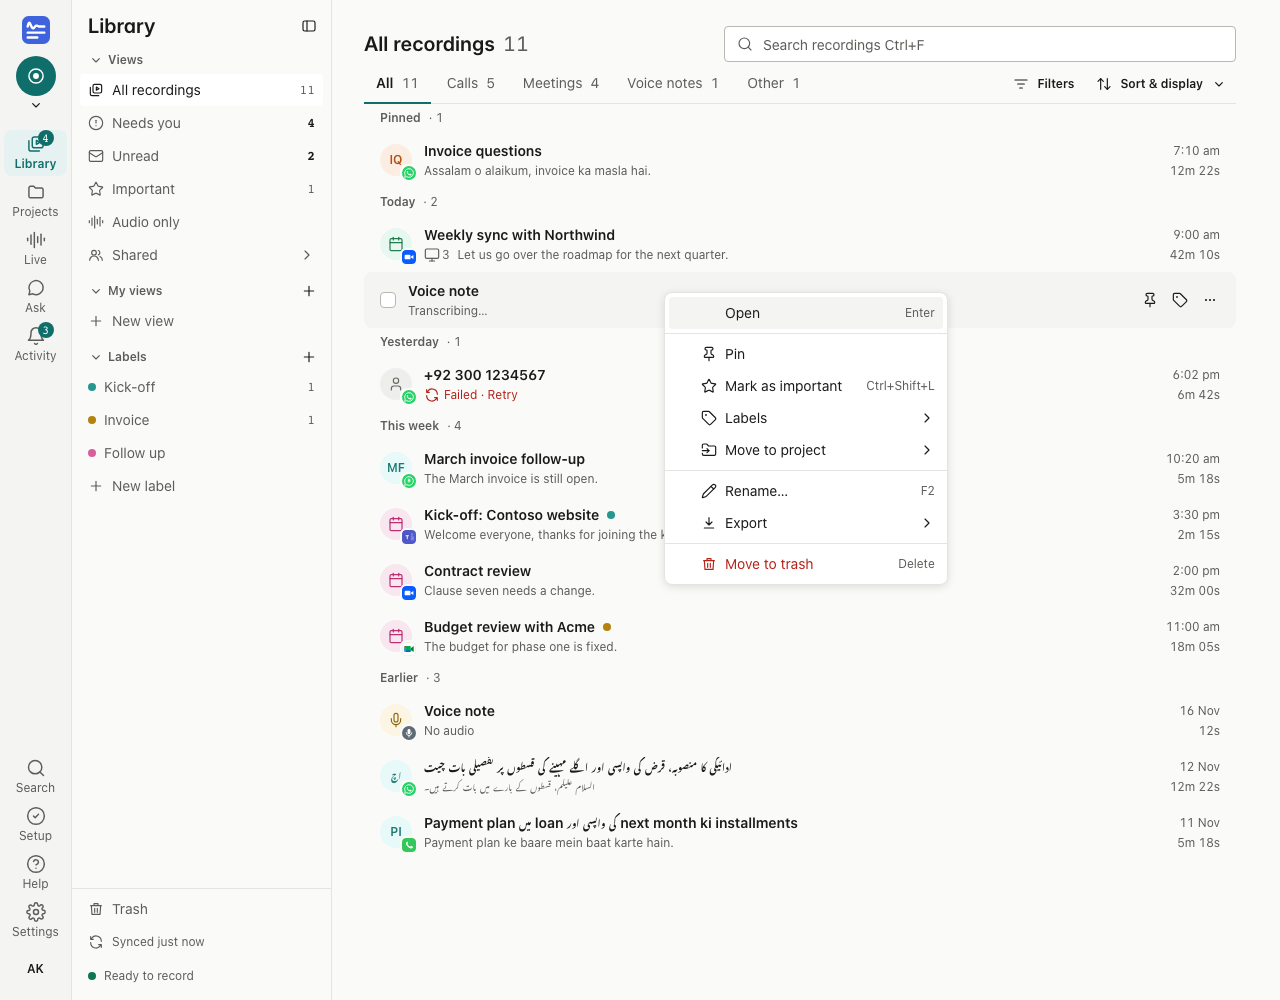 Library
Views
All recordings 11
Needs you 4
Unread 2
Important 1
Audio only
Shared
My views
New view
Labels
Kick-off 1
Invoice 1
Follow up
New label
Trash
Synced just now
Ready to record
4
Library
Projects
Live
Ask
3
Activity
Search
Setup
Help
Settings
AK
All recordings 11
Search recordings Ctrl+F
All 11 Calls 5 Meetings 4 Voice notes 1 Other 1
Filters Sort & display
Pinned · 1
IQ Invoice questions 7:10 am
Assalam o alaikum, invoice ka masla hai. 12m 22s
Today · 2
Weekly sync with Northwind 9:00 am
3 Let us go over the roadmap for the next quarter. 42m 10s
Voice note
Transcribing...
Yesterday · 1
+92 300 1234567 6:02 pm
Failed · Retry 6m 42s
This week · 4
MF March invoice follow-up 10:20 am
The March invoice is still open. 5m 18s
Kick-off: Contoso website 3:30 pm
Welcome everyone, thanks for joining the 2m 15s
Contract review 2:00 pm
Clause seven needs a change. 32m 00s
Budget review with Acme 11:00 am
The budget for phase one is fixed. 18m 05s
Earlier · 3
Voice note 16 Nov
No audio 12s
ادائیگی کا منصوبہ، قرض کی واپسی اور اگلے مہینے کی قسطوں پر تفصیلی بات چیت 12 Nov
السلام علیکم، قسطوں کے بارے میں بات کرتے ہیں۔ 12m 22s
PI Payment plan میں loan کی واپسی اور next month ki installments 11 Nov
Payment plan ke baare mein baat karte hain. 5m 18s
Open Enter
Pin
Mark as important Ctrl+Shift+L
Labels
Move to project
Rename... F2
Export
Move to trash Delete